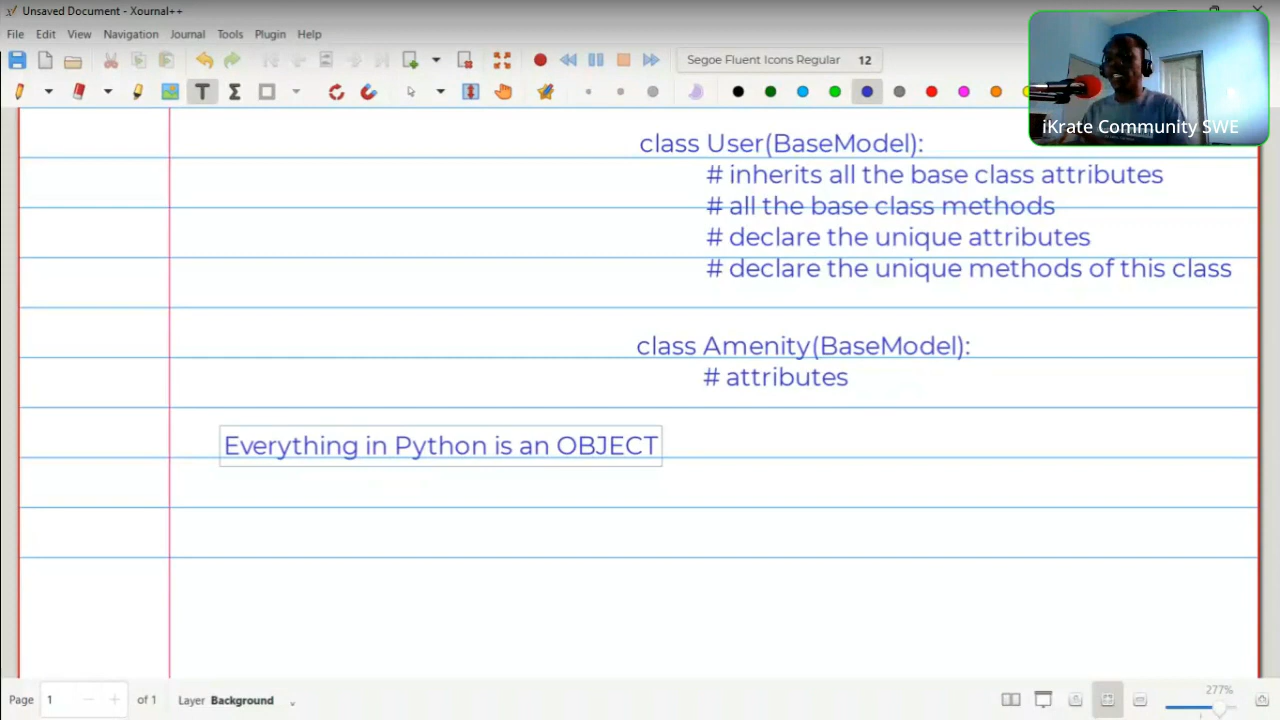 Unsaved Document - Xournal++
File Edit View Navigation Journal Tools Plugin Help
Segoe Fluent Icons Regular 12
iKrate Community SWE
class User(BaseModel):
# inherits all the base class attributes
# all the base class methods
# declare the unique attributes
# declare the unique methods of this class
class Amenity(BaseModel):
# attributes
Everything in Python is an OBJECT
Page 1 of 1 Layer Background 277%